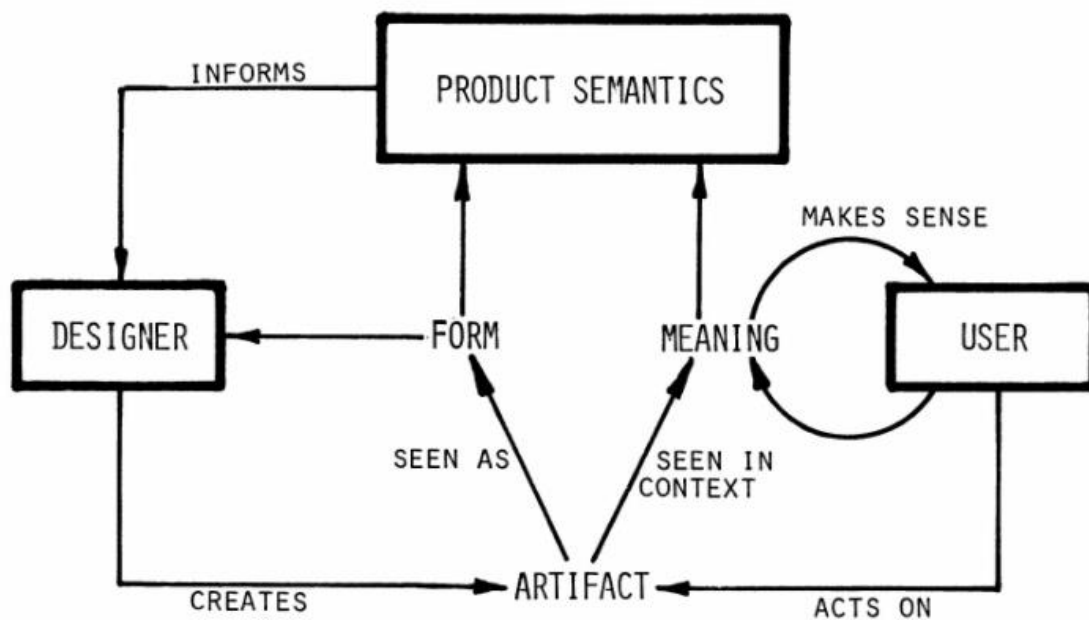 INFORMS
PRODUCT SEMANTICS
MAKES SENSE
DESIGNER
FORM
MEANING
USER
SEEN AS
SEEN IN
CONTEXT
ARTIFACT
CREATES
ACTS ON